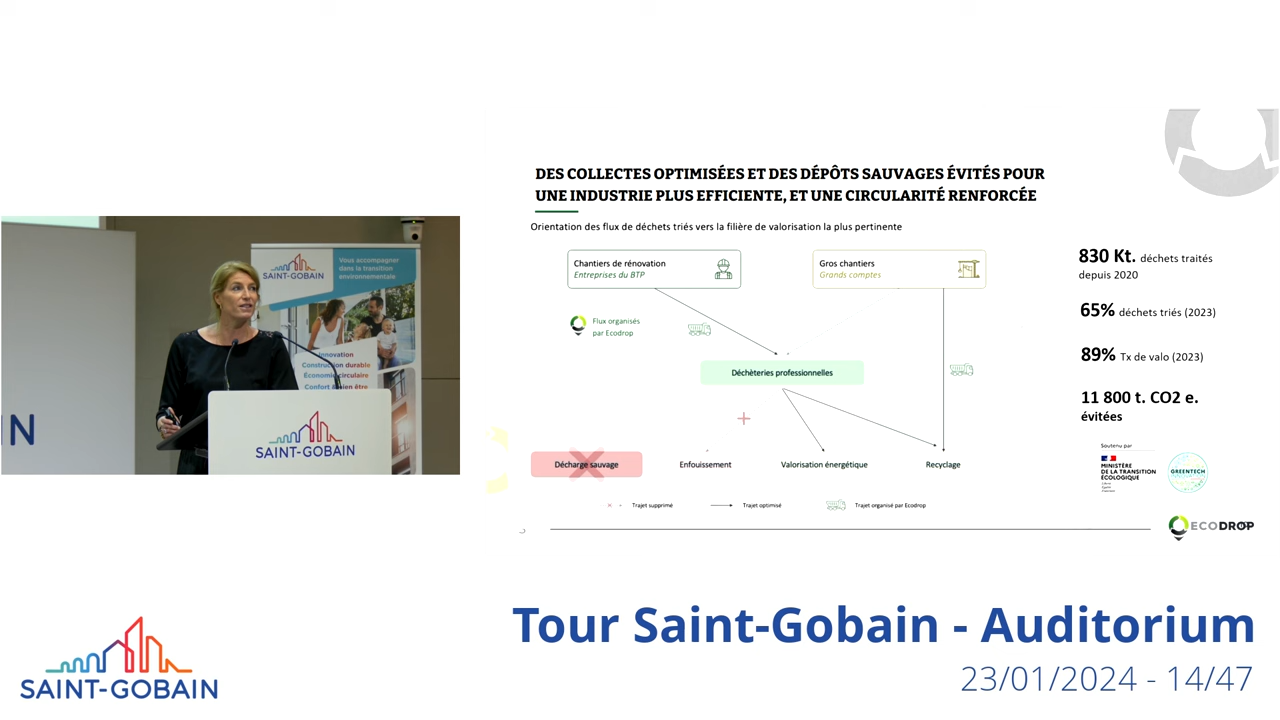 DES COLLECTES OPTIMISÉES ET DES DÉPÔTS SAUVAGES ÉVITÉS POUR
UNE INDUSTRIE PLUS EFFICIENTE, ET UNE CIRCULARITÉ RENFORCÉE
Orientation des flux de déchets triés vers la filière de valorisation la plus pertinente
Chantiers de rénovation
Entreprises du BTP
Gros chantiers
Grands comptes
Flux organisés
par Ecodrop
Déchèteries professionnelles
Décharge sauvage
Enfouissement
Valorisation énergétique
Recyclage
Trajet supprimé
Trajet optimisé
Trajet organisé par Ecodrop
830 Kt. déchets traités
depuis 2020
65% déchets triés (2023)
89% Tx de valo (2023)
11 800 t. CO2 e.
évitées
Soutenu par
MINISTÈRE
DE LA TRANSITION
ÉCOLOGIQUE
GREENTECH
ECODROP
SAINT-GOBAIN
Vous accompagner
dans la transition
environnementale
Innovation
Construction durable
Économie circulaire
Confort & bien être
SAINT-GOBAIN
IN
SAINT-GOBAIN
Tour Saint-Gobain - Auditorium
23/01/2024 - 14/47